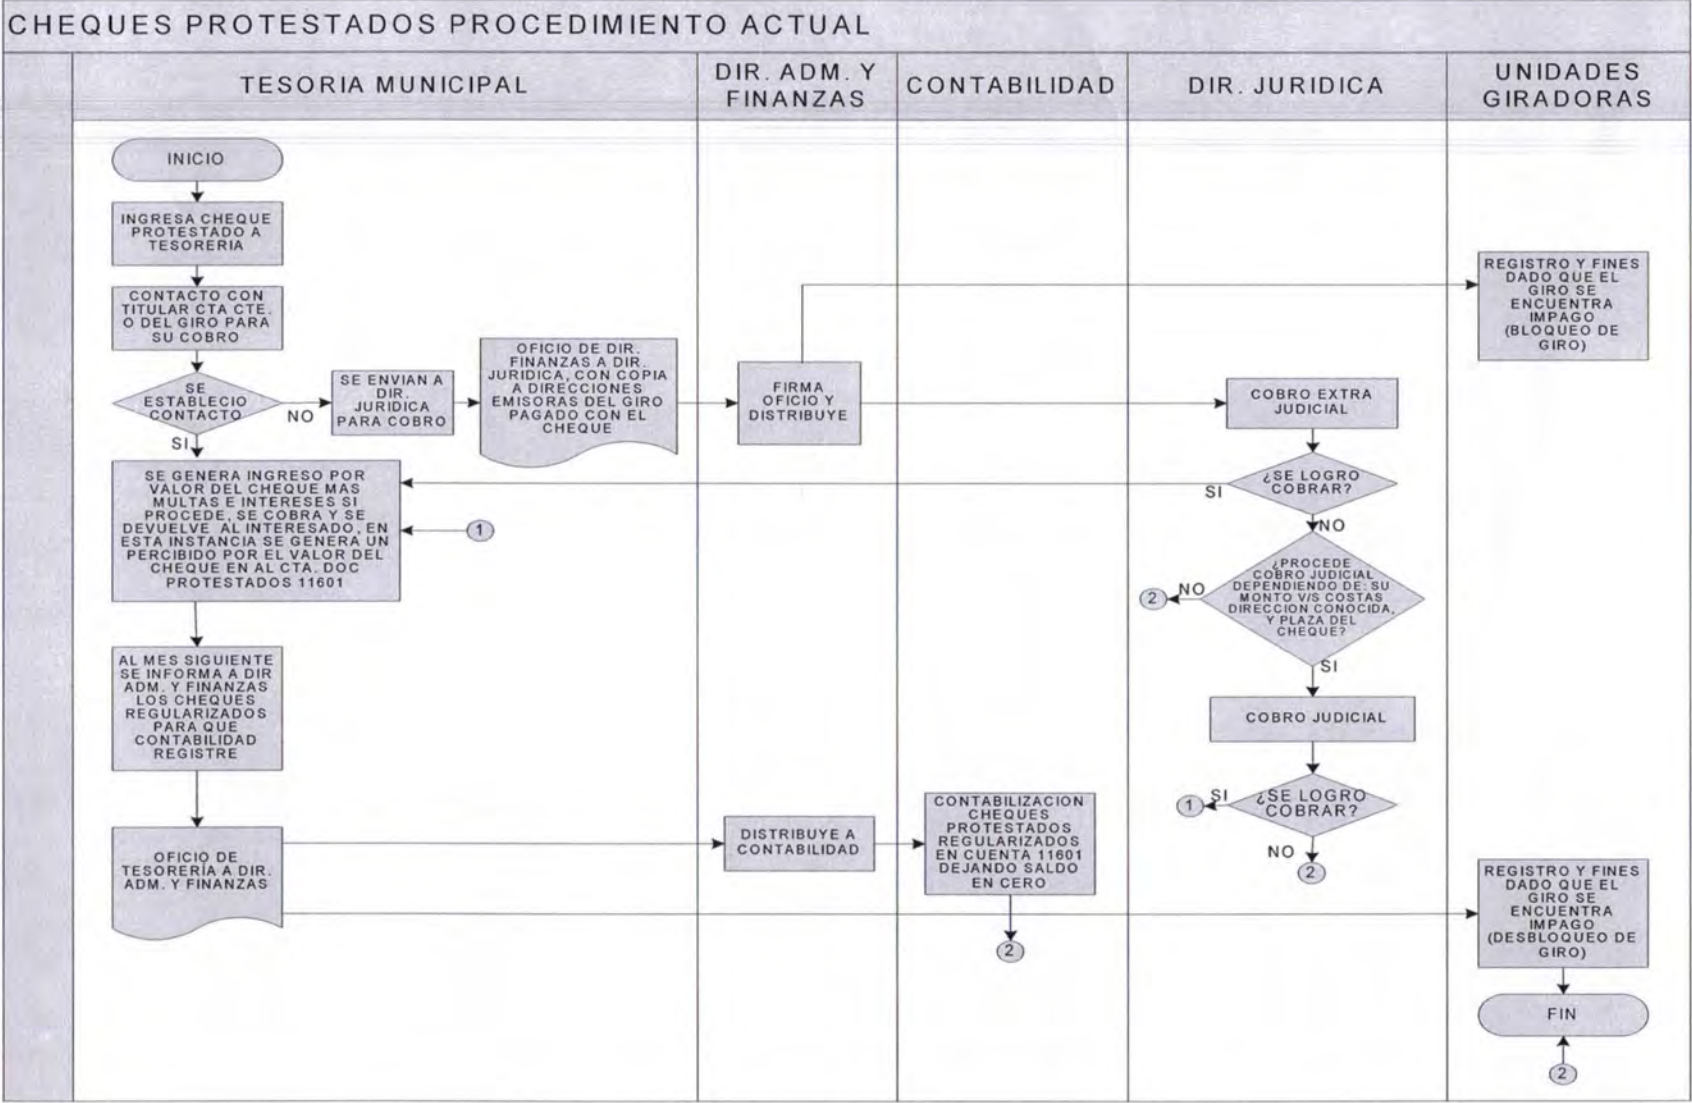 CHEQUES PROTESTADOS PROCEDIMIENTO ACTUAL
TESORIA MUNICIPAL
DIR. ADM. Y
FINANZAS
CONTABILIDAD
DIR. JURIDICA
UNIDADES
GIRADORAS
INICIO
INGRESA CHEQUE
PROTESTADO A
TESORERIA
CONTACTO CON
TITULAR CTA CTE.
O DEL GIRO PARA
SU COBRO
SE
ESTABLECIO
CONTACTO
NO
SI
SE ENVIAN A
DIR.
JURIDICA
PARA COBRO
OFICIO DE DIR.
FINANZAS A DIR.
JURIDICA, CON COPIA
A DIRECCIONES
EMISORAS DEL GIRO
PAGADO CON EL
CHEQUE
FIRMA
OFICIO Y
DISTRIBUYE
REGISTRO Y FINES
DADO QUE EL
GIRO SE
ENCUENTRA
IMPAGO
(BLOQUEO DE
GIRO)
COBRO EXTRA
JUDICIAL
¿SE LOGRO
COBRAR?
SI
NO
SE GENERA INGRESO POR
VALOR DEL CHEQUE MAS
MULTAS E INTERESES SI
PROCEDE, SE COBRA Y SE
DEVUELVE AL INTERESADO, EN
ESTA INSTANCIA SE GENERA UN
PERCIBIDO POR EL VALOR DEL
CHEQUE EN AL CTA. DOC
PROTESTADOS 11601
1
¿PROCEDE
COBRO JUDICIAL
DEPENDIENDO DE: SU
MONTO V/S COSTAS
DIRECCION CONOCIDA,
Y PLAZA DEL
CHEQUE?
NO
2
SI
COBRO JUDICIAL
¿SE LOGRO
COBRAR?
SI
1
NO
2
AL MES SIGUIENTE
SE INFORMA A DIR
ADM. Y FINANZAS
LOS CHEQUES
REGULARIZADOS
PARA QUE
CONTABILIDAD
REGISTRE
OFICIO DE
TESORERÍA A DIR.
ADM. Y FINANZAS
DISTRIBUYE A
CONTABILIDAD
CONTABILIZACION
CHEQUES
PROTESTADOS
REGULARIZADOS
EN CUENTA 11601
DEJANDO SALDO
EN CERO
2
REGISTRO Y FINES
DADO QUE EL
GIRO SE
ENCUENTRA
IMPAGO
(DESBLOQUEO DE
GIRO)
FIN
2